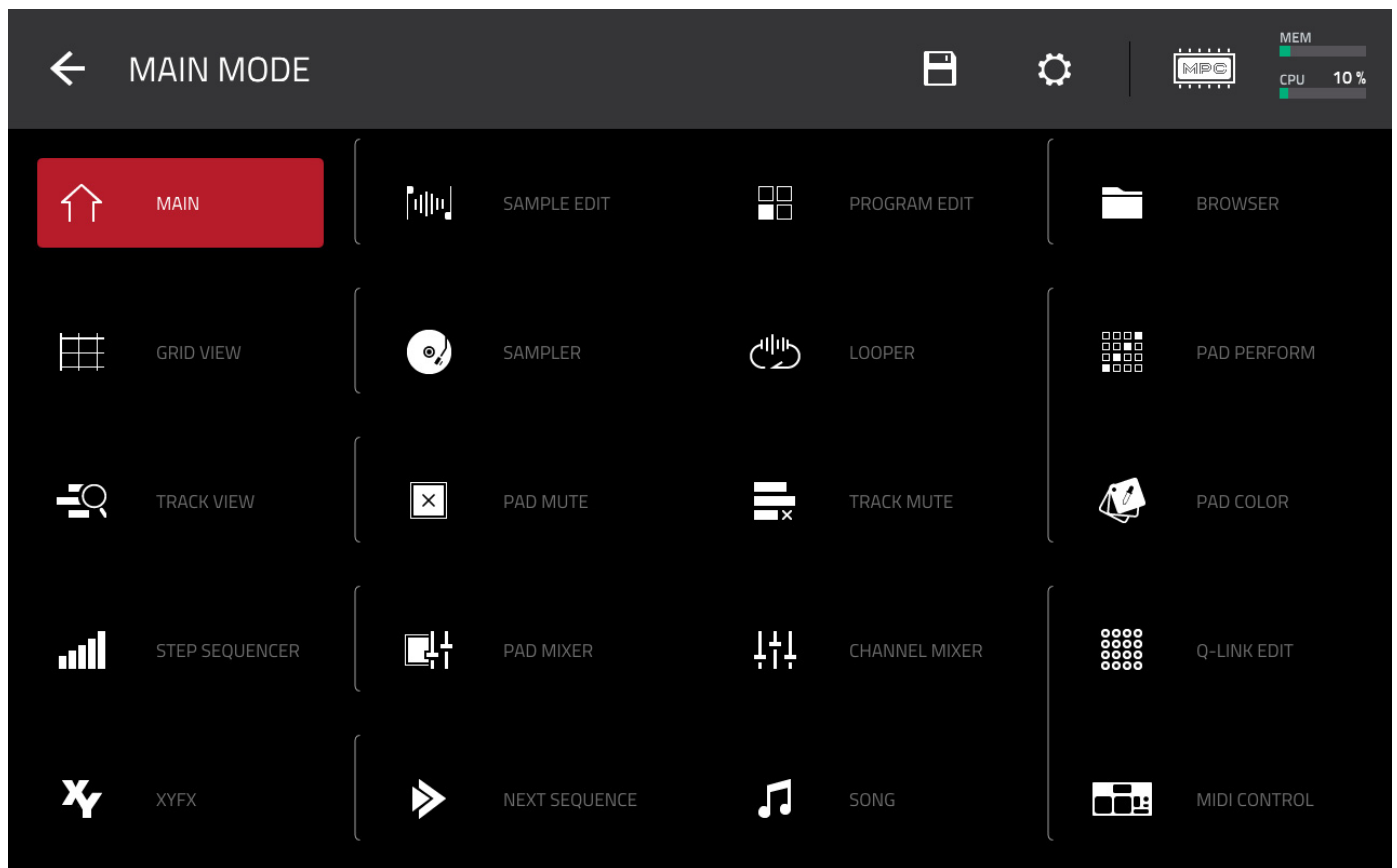 MAIN MODE
MPC
MEM
CPU 10 %
MAIN
SAMPLE EDIT
PROGRAM EDIT
BROWSER
GRID VIEW
SAMPLER
LOOPER
PAD PERFORM
TRACK VIEW
PAD MUTE
TRACK MUTE
PAD COLOR
STEP SEQUENCER
PAD MIXER
CHANNEL MIXER
Q-LINK EDIT
XY
XYFX
NEXT SEQUENCE
SONG
MIDI CONTROL